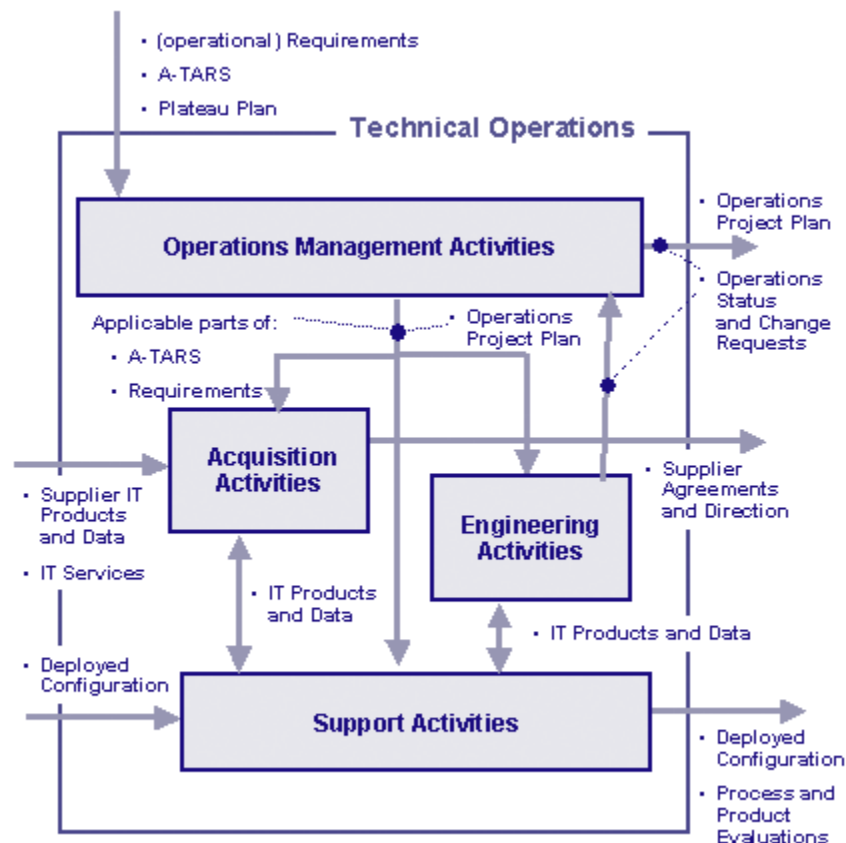 • (operational) Requirements
• A-TARS
• Plateau Plan
Technical Operations
Operations Management Activities
• Operations
Project Plan
• Operations
Status
and Change
Requests
Applicable parts of:
• A-TARS
• Requirements
• Operations
Project Plan
Acquisition
Activities
• Supplier IT
Products
and Data
• IT Services
• Supplier
Agreements
and Direction
Engineering
Activities
• IT Products
and Data
• IT Products and Data
• Deployed
Configuration
Support Activities
• Deployed
Configuration
• Process and
Product
Evaluations